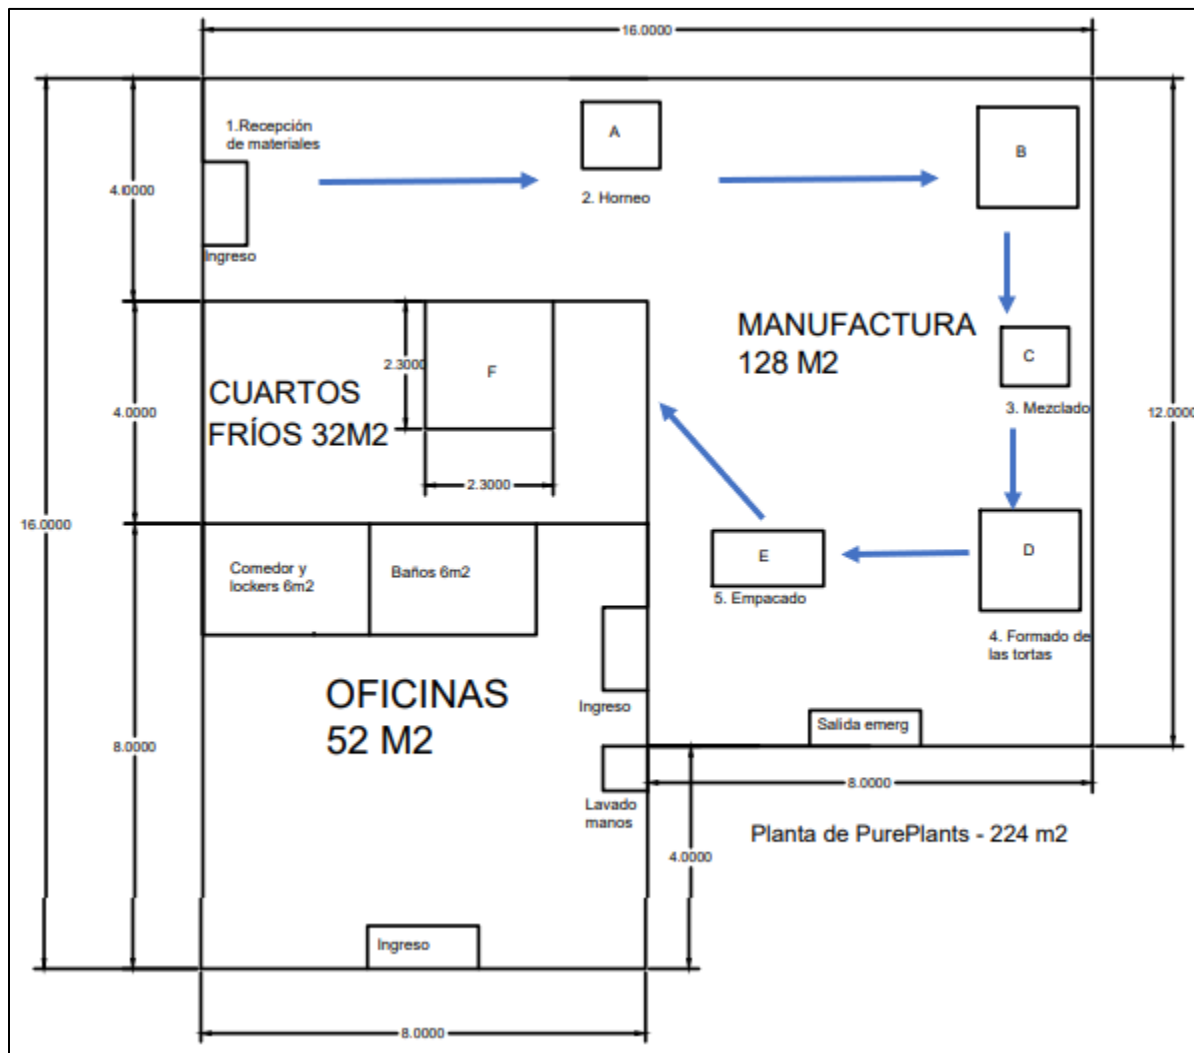 16.0000
1.Recepción
de materiales
A
B
4.0000
2. Horneo
Ingreso
MANUFACTURA
128 M2
2.3000
F
C
CUARTOS
FRÍOS 32M2
3. Mezclado
4.0000
12.0000
2.3000
16.0000
Comedor y
lockers 6m2
Baños 6m2
E
D
5. Empacado
4. Formado de
las tortas
OFICINAS
52 M2
Ingreso
Salida emerg
8.0000
8.0000
Lavado
manos
Planta de PurePlants - 224 m2
4.0000
Ingreso
8.0000